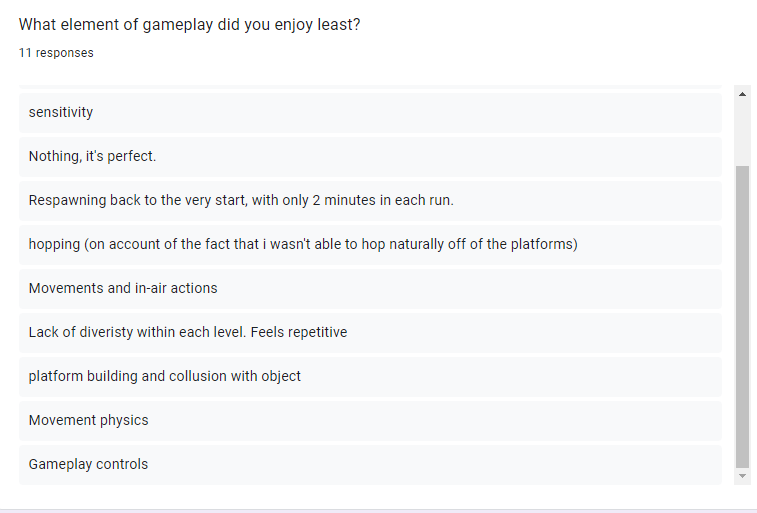 What element of gameplay did you enjoy least?
11 responses
sensitivity
Nothing, it's perfect.
Respawning back to the very start, with only 2 minutes in each run.
hopping (on account of the fact that i wasn't able to hop naturally off of the platforms)
Movements and in-air actions
Lack of diveristy within each level. Feels repetitive
platform building and collusion with object
Movement physics
Gameplay controls